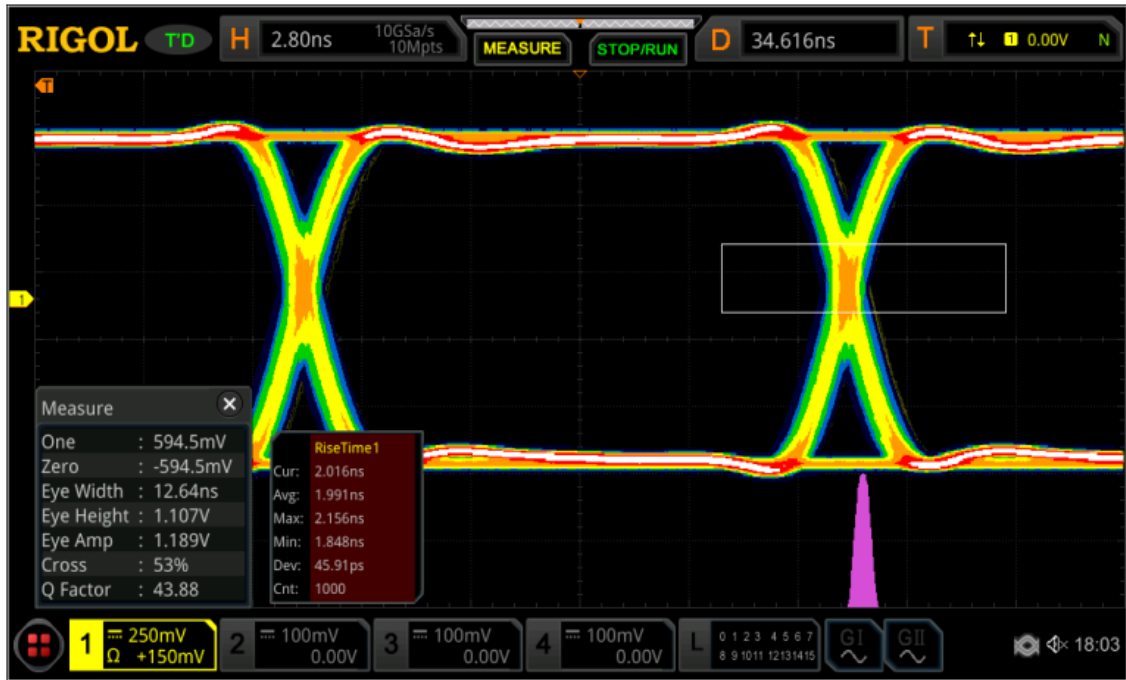 RIGOL T'D H 2.80ns 10GSa/s 10Mpts MEASURE STOP/RUN D 34.616ns T ↑↓ 1 0.00V N
T
1
Measure
One : 594.5mV
Zero : -594.5mV
Eye Width : 12.64ns
Eye Height : 1.107V
Eye Amp : 1.189V
Cross : 53%
Q Factor : 43.88
RiseTime1
Cur: 2.016ns
Avg: 1.991ns
Max: 2.156ns
Min: 1.848ns
Dev: 45.91ps
Cnt: 1000
1 250mV
Ω +150mV
2 100mV
0.00V
3 100mV
0.00V
4 100mV
0.00V
L 0 1 2 3 4 5 6 7
8 9 10 11 12 13 14 15
GI
GII
18:03